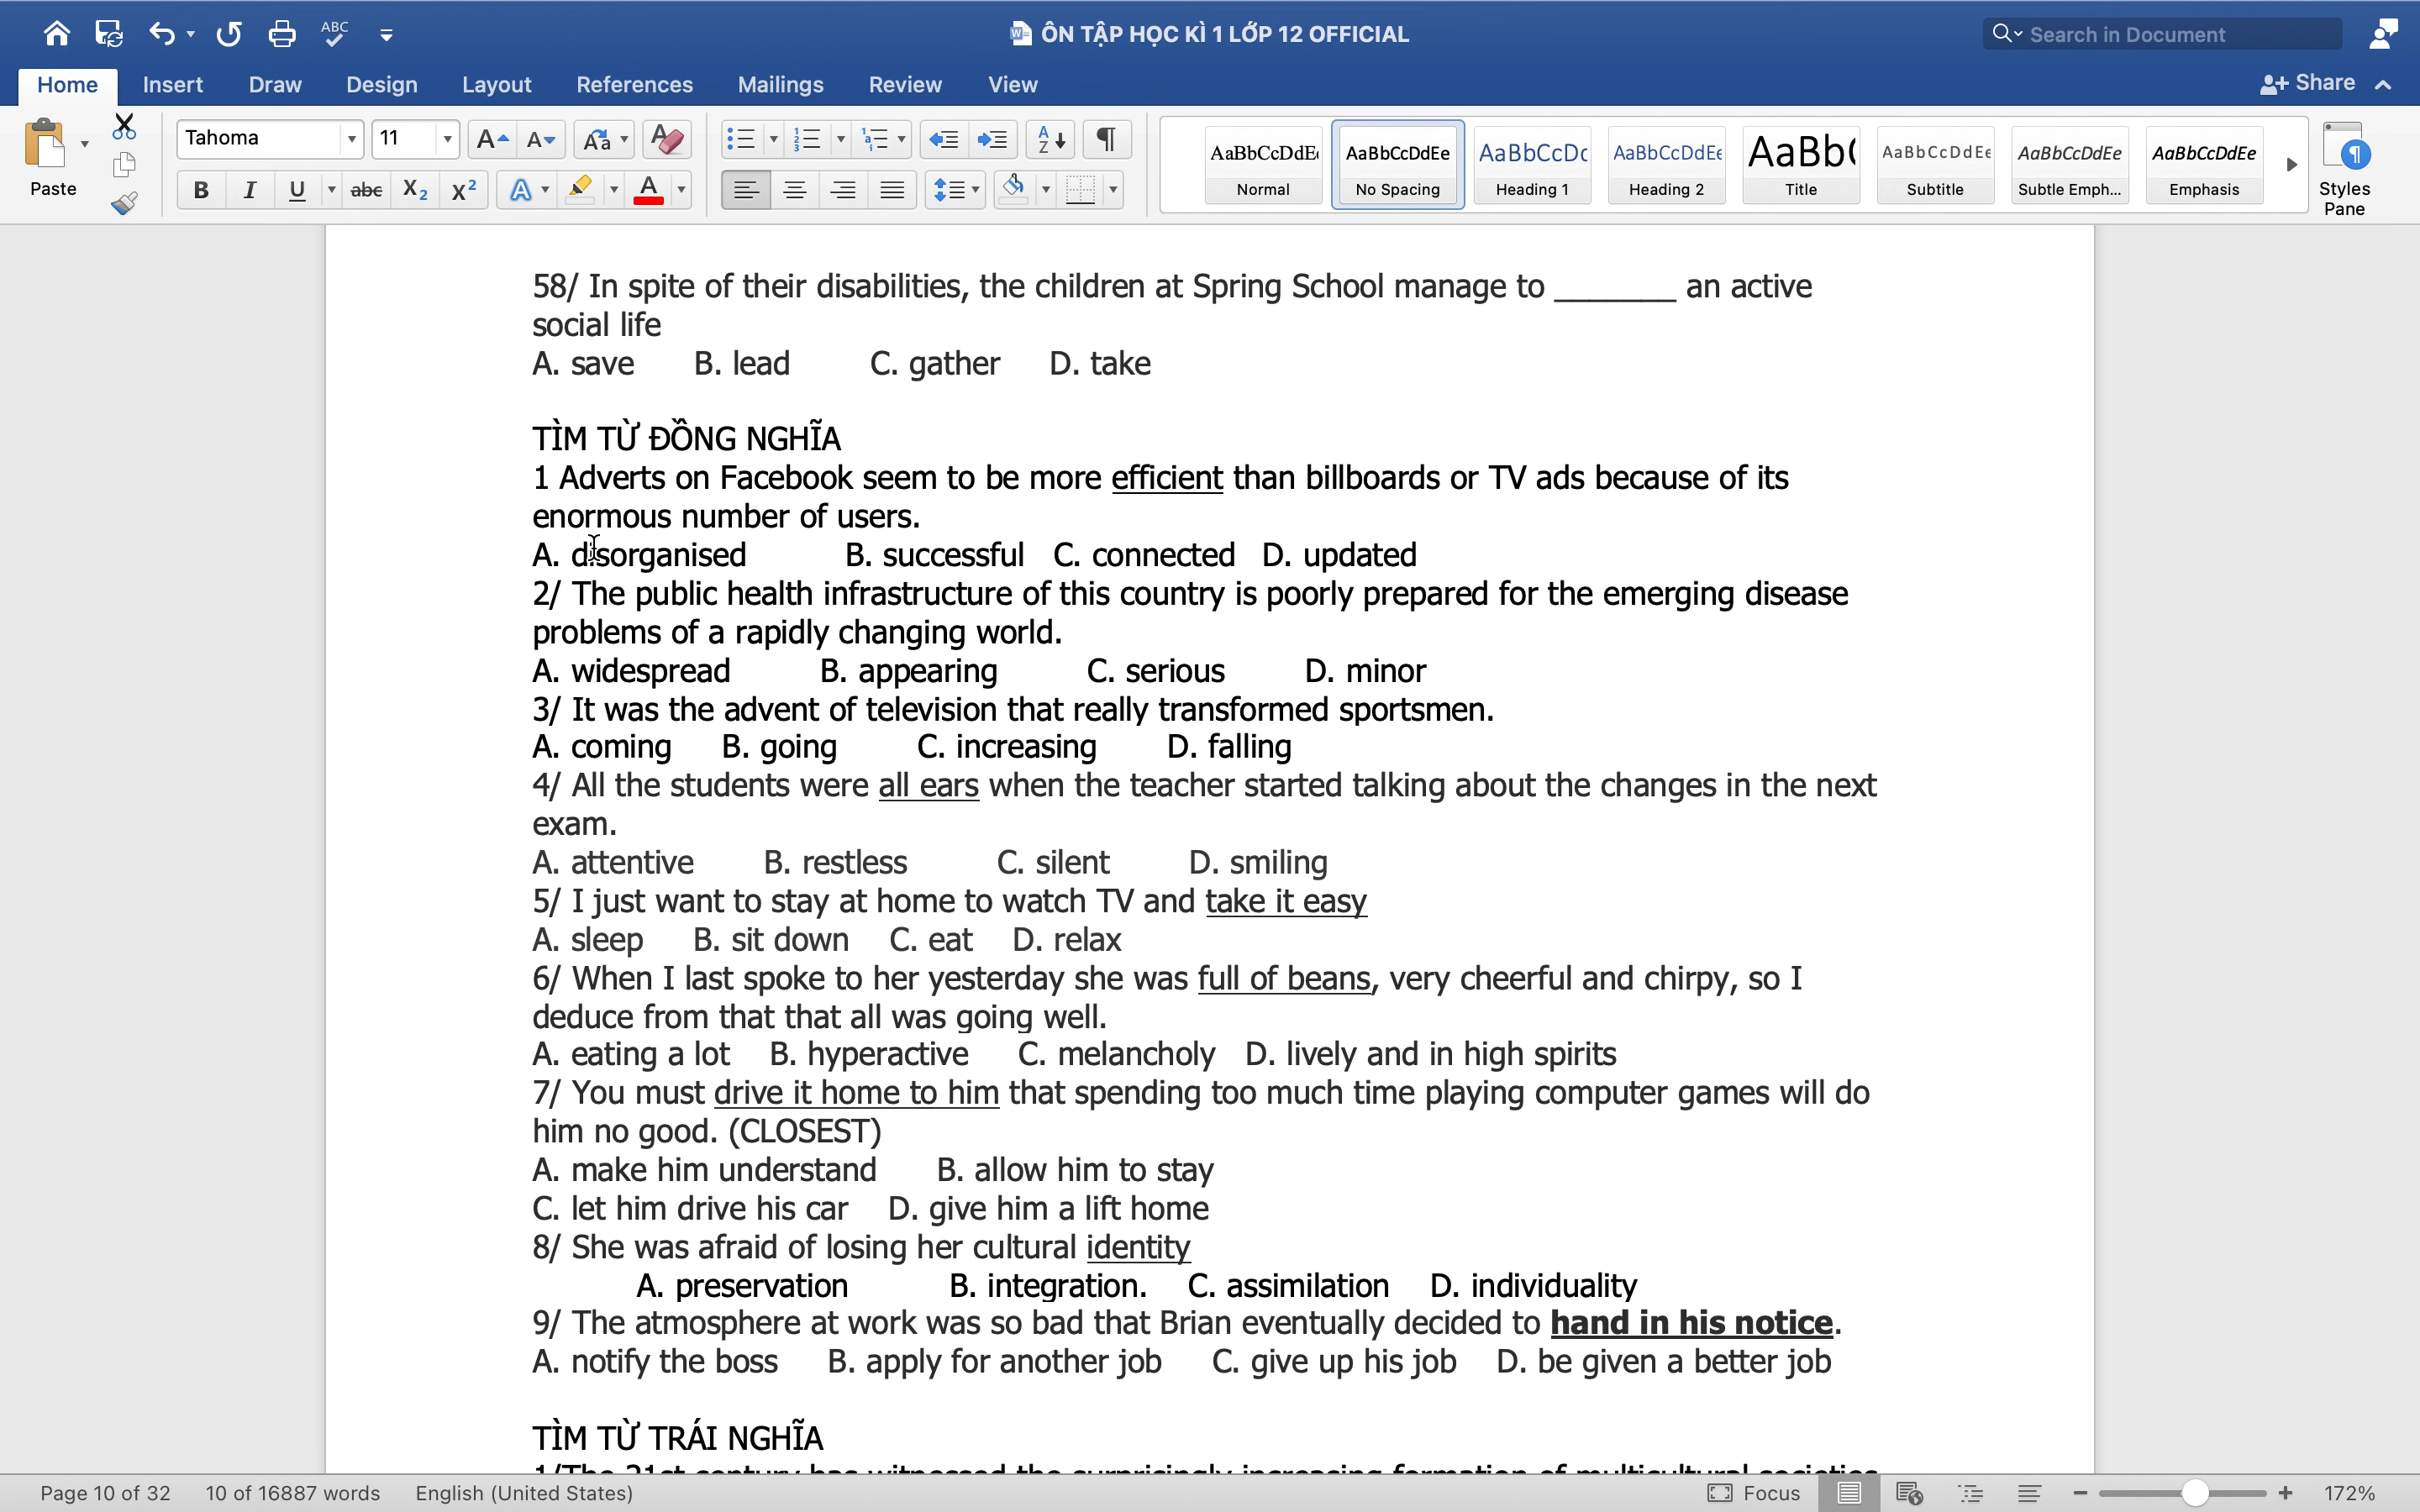 ABC
ÔN TẬP HỌC KÌ 1 LỚP 12 OFFICIAL
Search in Document
Home Insert Draw Design Layout References Mailings Review View Share
Paste
Tahoma 11
AaBbCcDdEe AaBbCcDdEe AaBbCcDc AaBbCcDdEe AaBb( AaBbCcDdEe AaBbCcDdEe AaBbCcDdEe
Normal No Spacing Heading 1 Heading 2 Title Subtitle Subtle Emph... Emphasis
Styles
Pane
58/ In spite of their disabilities, the children at Spring School manage to _______ an active
social life
A. save B. lead C. gather D. take
TÌM TỪ ĐỒNG NGHĨA
1 Adverts on Facebook seem to be more efficient than billboards or TV ads because of its
enormous number of users.
A. disorganised B. successful C. connected D. updated
2/ The public health infrastructure of this country is poorly prepared for the emerging disease
problems of a rapidly changing world.
A. widespread B. appearing C. serious D. minor
3/ It was the advent of television that really transformed sportsmen.
A. coming B. going C. increasing D. falling
4/ All the students were all ears when the teacher started talking about the changes in the next
exam.
A. attentive B. restless C. silent D. smiling
5/ I just want to stay at home to watch TV and take it easy
A. sleep B. sit down C. eat D. relax
6/ When I last spoke to her yesterday she was full of beans, very cheerful and chirpy, so I
deduce from that that all was going well.
A. eating a lot B. hyperactive C. melancholy D. lively and in high spirits
7/ You must drive it home to him that spending too much time playing computer games will do
him no good. (CLOSEST)
A. make him understand B. allow him to stay
C. let him drive his car D. give him a lift home
8/ She was afraid of losing her cultural identity
A. preservation B. integration. C. assimilation D. individuality
9/ The atmosphere at work was so bad that Brian eventually decided to hand in his notice.
A. notify the boss B. apply for another job C. give up his job D. be given a better job
TÌM TỪ TRÁI NGHĨA
1/The 21st century has witnessed the surprisingly increasing formation of multicultural societies
Page 10 of 32 10 of 16887 words English (United States) Focus 172%